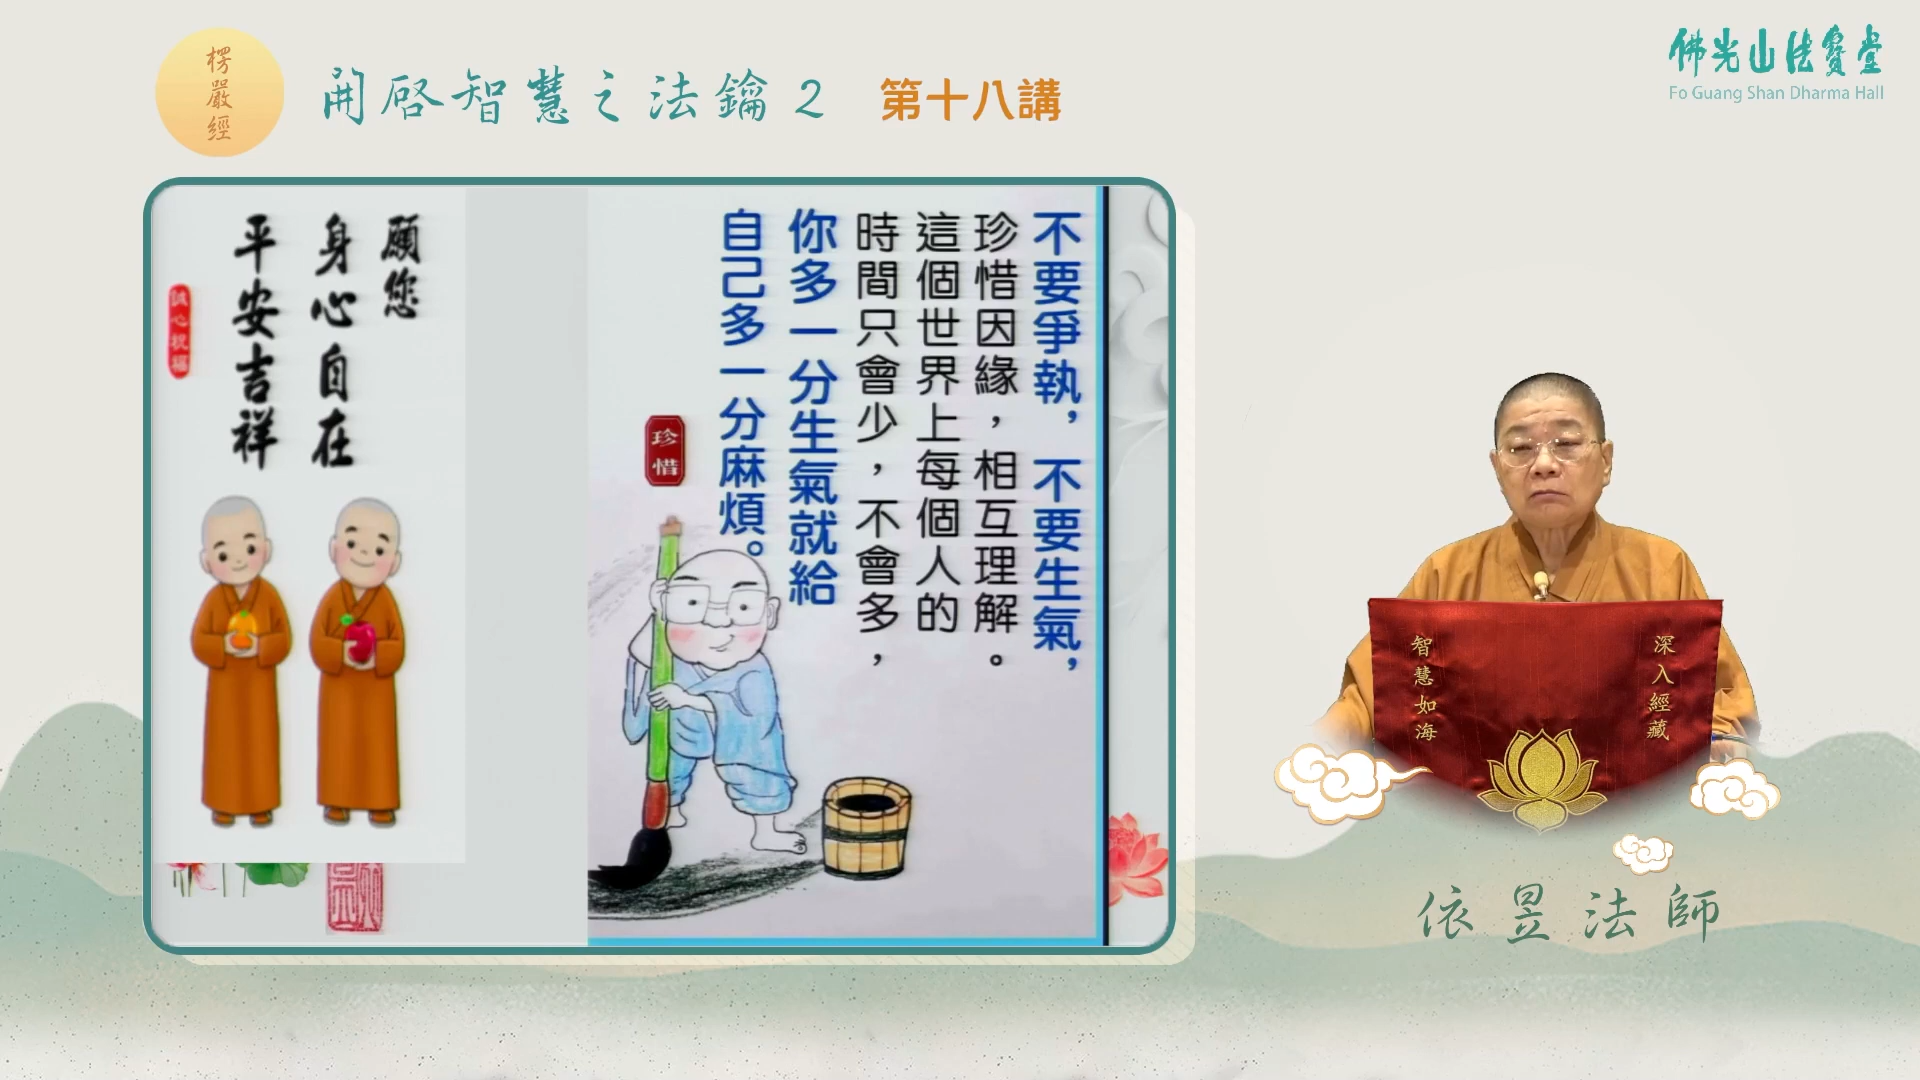 楞嚴經
開啓智慧之法鑰 2
第十八講
佛光山法寶堂
Fo Guang Shan Dharma Hall
願您
身心自在
平安吉祥
誠心祝福
不要爭執，不要生氣，
珍惜因緣，相互理解。
這個世界上每個人的
時間只會少，不會多，
你多一分生氣就給
自己多一分麻煩。
珍惜
深入經藏
智慧如海
依昱法師